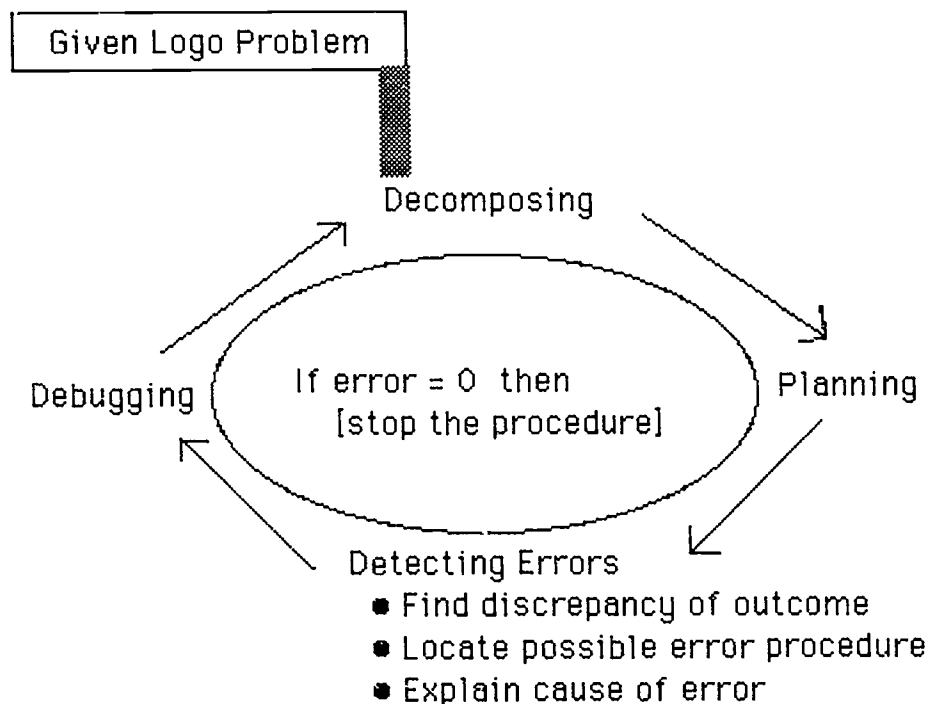 Given Logo Problem
Decomposing
Debugging
If error = 0 then
[stop the procedure]
Planning
Detecting Errors
• Find discrepancy of outcome
• Locate possible error procedure
• Explain cause of error